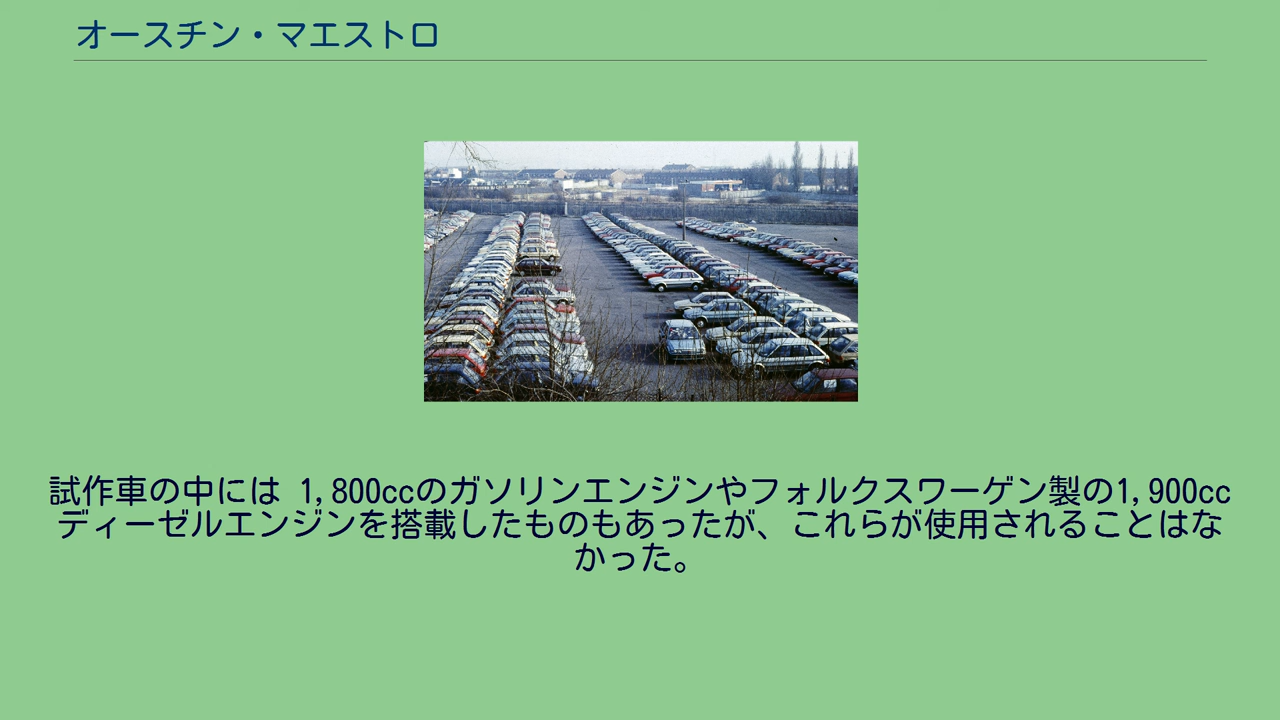 オースチン・マエストロ
試作車の中には 1,800ccのガソリンエンジンやフォルクスワーゲン製の1,900cc
ディーゼルエンジンを搭載したものもあったが、これらが使用されることはな
かった。